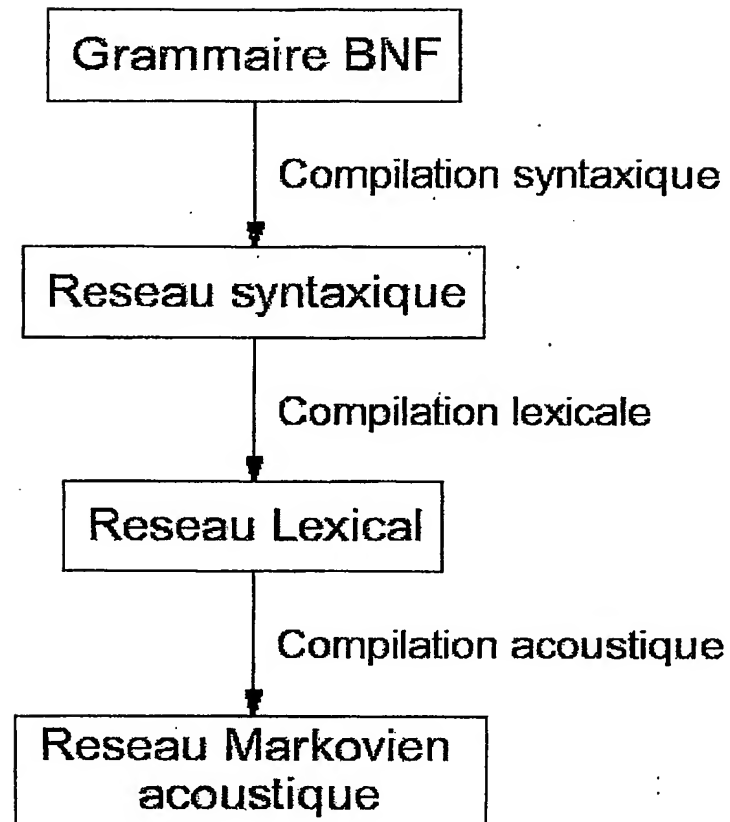 Grammaire BNF
Compilation syntaxique
Reseau syntaxique
Compilation lexicale
Reseau Lexical
Compilation acoustique
Reseau Markovien
acoustique